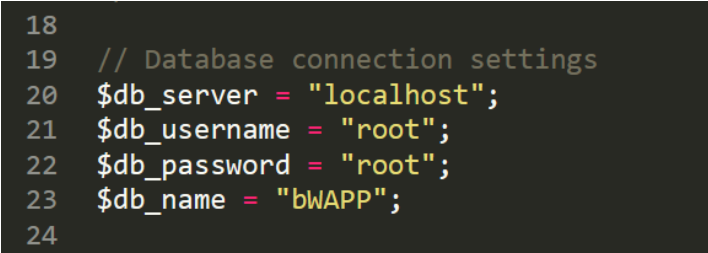 18
19 // Database connection settings
20 $db_server = "localhost";
21 $db_username = "root";
22 $db_password = "root";
23 $db_name = "bWAPP";
24